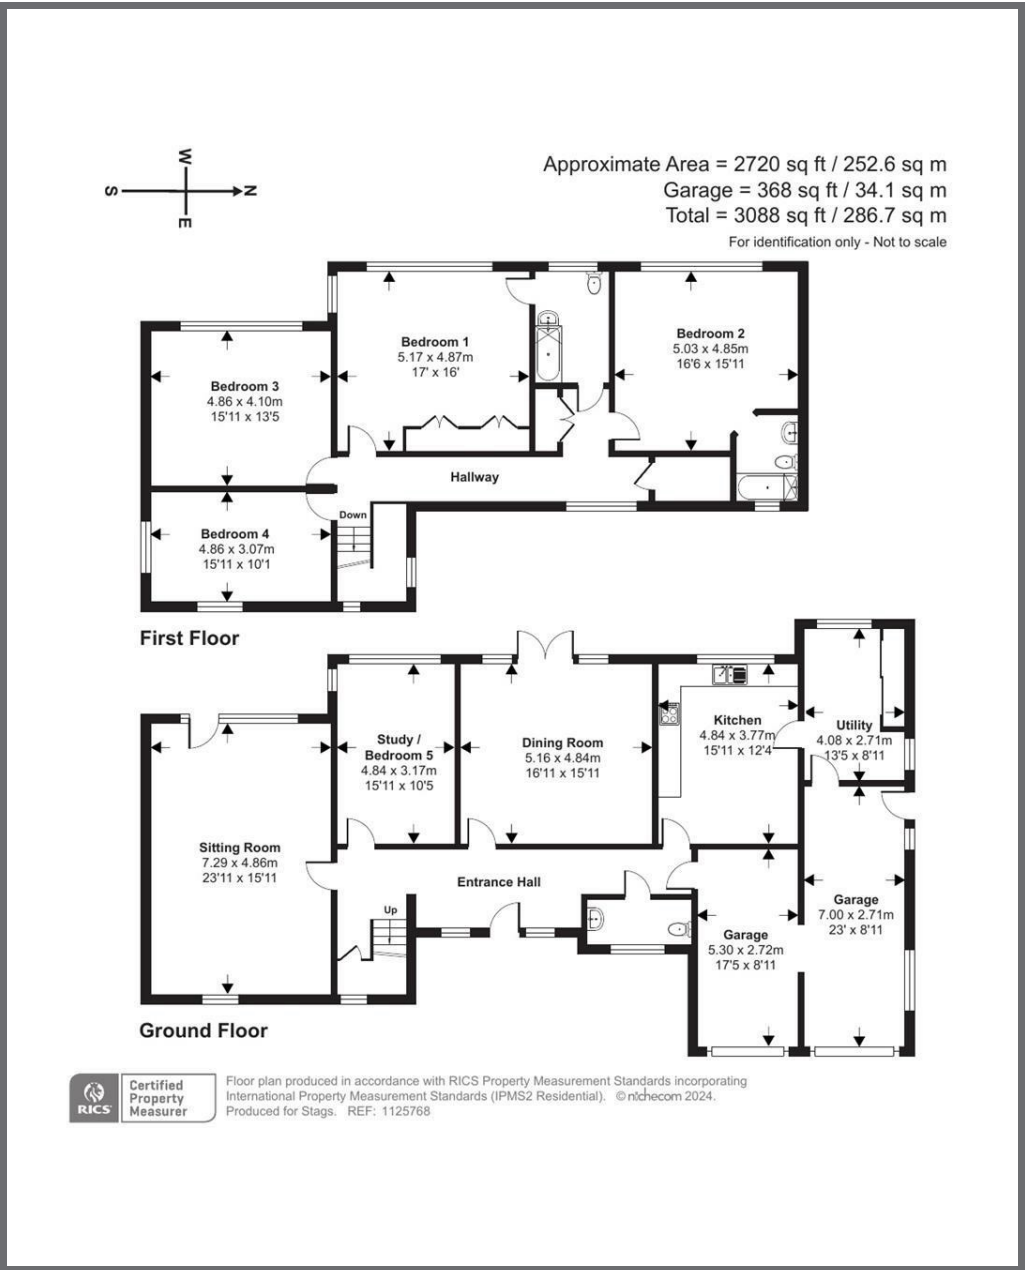 W
S
N
E
Approximate Area = 2720 sq ft / 252.6 sq m
Garage = 368 sq ft / 34.1 sq m
Total = 3088 sq ft / 286.7 sq m
For identification only - Not to scale
Bedroom 1
5.17 x 4.87m
17' x 16'
Bedroom 2
5.03 x 4.85m
16'6 x 15'11
Bedroom 3
4.86 x 4.10m
15'11 x 13'5
Hallway
Down
Bedroom 4
4.86 x 3.07m
15'11 x 10'1
First Floor
Study /
Bedroom 5
4.84 x 3.17m
15'11 x 10'5
Dining Room
5.16 x 4.84m
16'11 x 15'11
Kitchen
4.84 x 3.77m
15'11 x 12'4
Utility
4.08 x 2.71m
13'5 x 8'11
Sitting Room
7.29 x 4.86m
23'11 x 15'11
Entrance Hall
Up
Garage
5.30 x 2.72m
17'5 x 8'11
Garage
7.00 x 2.71m
23' x 8'11
Ground Floor
RICS
Certified
Property
Measurer
Floor plan produced in accordance with RICS Property Measurement Standards incorporating
International Property Measurement Standards (IPMS2 Residential). © nichecom 2024.
Produced for Stags. REF: 1125768